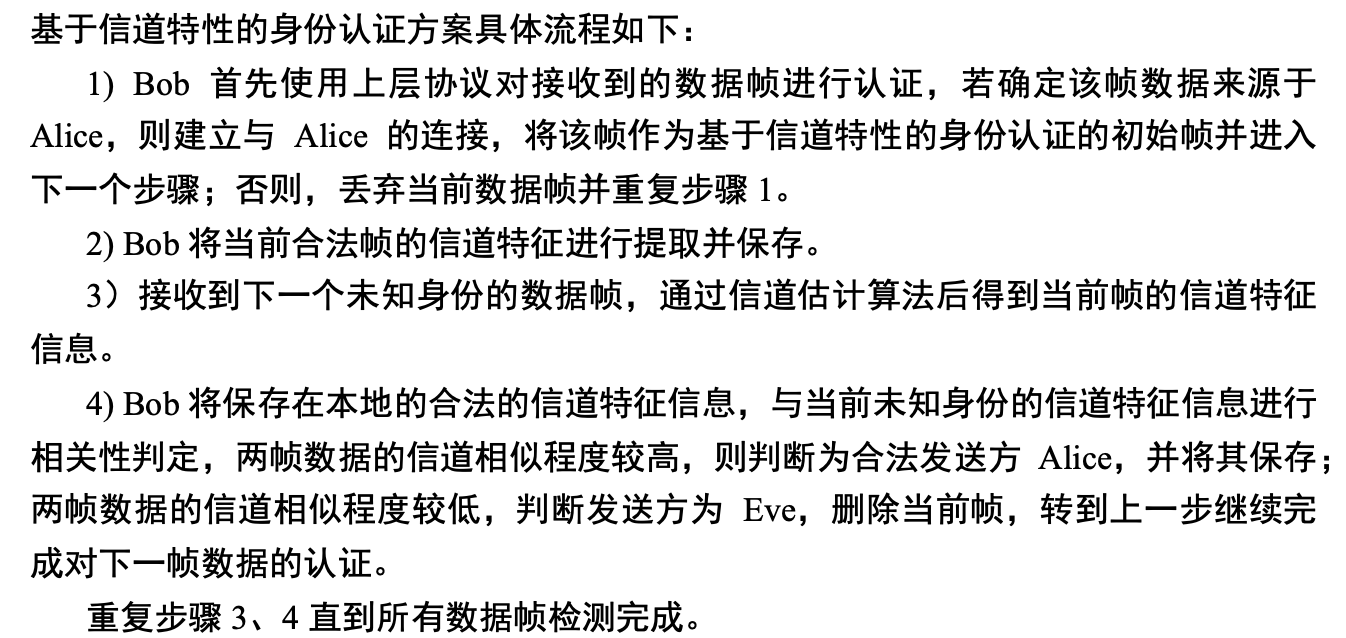 基于信道特性的身份认证方案具体流程如下：
1) Bob 首先使用上层协议对接收到的数据帧进行认证，若确定该帧数据来源于
Alice，则建立与 Alice 的连接，将该帧作为基于信道特性的身份认证的初始帧并进入
下一个步骤；否则，丢弃当前数据帧并重复步骤 1。
2) Bob 将当前合法帧的信道特征进行提取并保存。
3）接收到下一个未知身份的数据帧，通过信道估计算法后得到当前帧的信道特征
信息。
4) Bob 将保存在本地的合法的信道特征信息，与当前未知身份的信道特征信息进行
相关性判定，两帧数据的信道相似程度较高，则判断为合法发送方 Alice，并将其保存；
两帧数据的信道相似程度较低，判断发送方为 Eve，删除当前帧，转到上一步继续完
成对下一帧数据的认证。
重复步骤 3、4 直到所有数据帧检测完成。